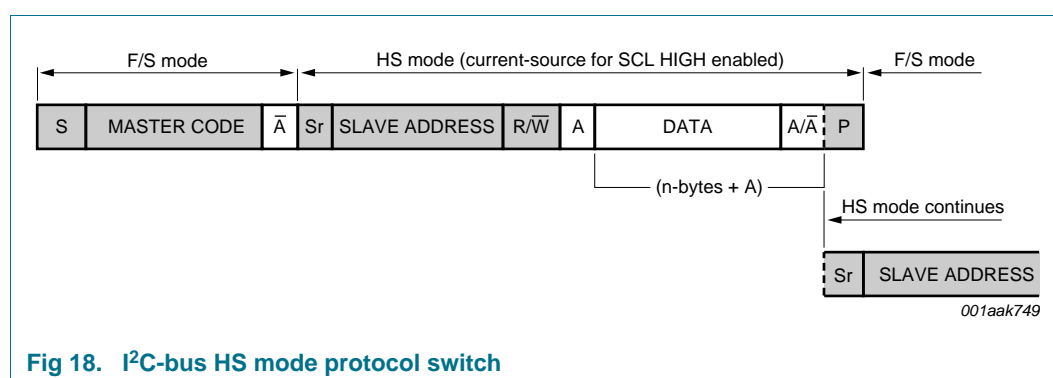 F/S mode HS mode (current-source for SCL HIGH enabled) F/S mode
S MASTER CODE A̅ Sr SLAVE ADDRESS R/W̅ A DATA A/A̅ P
(n-bytes + A)
HS mode continues
Sr SLAVE ADDRESS
001aak749
Fig 18. I²C-bus HS mode protocol switch